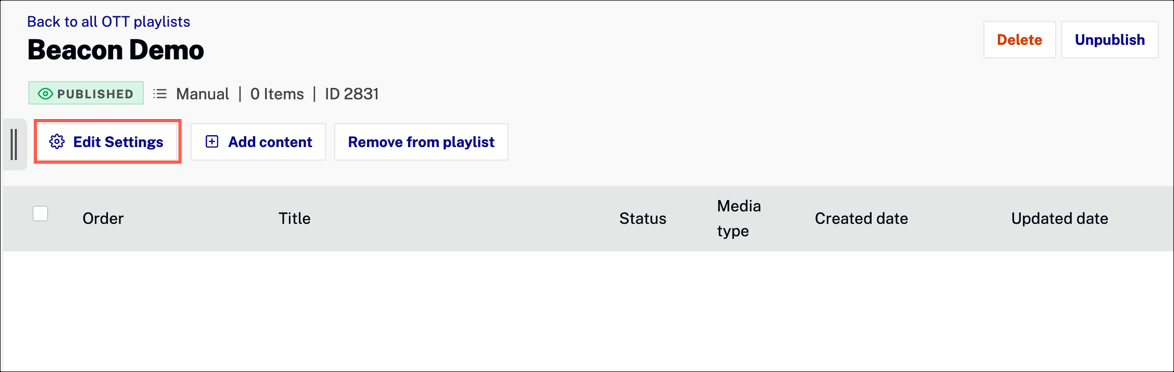 Back to all OTT playlists
Beacon Demo
Delete
Unpublish
PUBLISHED Manual | 0 Items | ID 2831
Edit Settings Add content Remove from playlist
Order Title Status Media type Created date Updated date